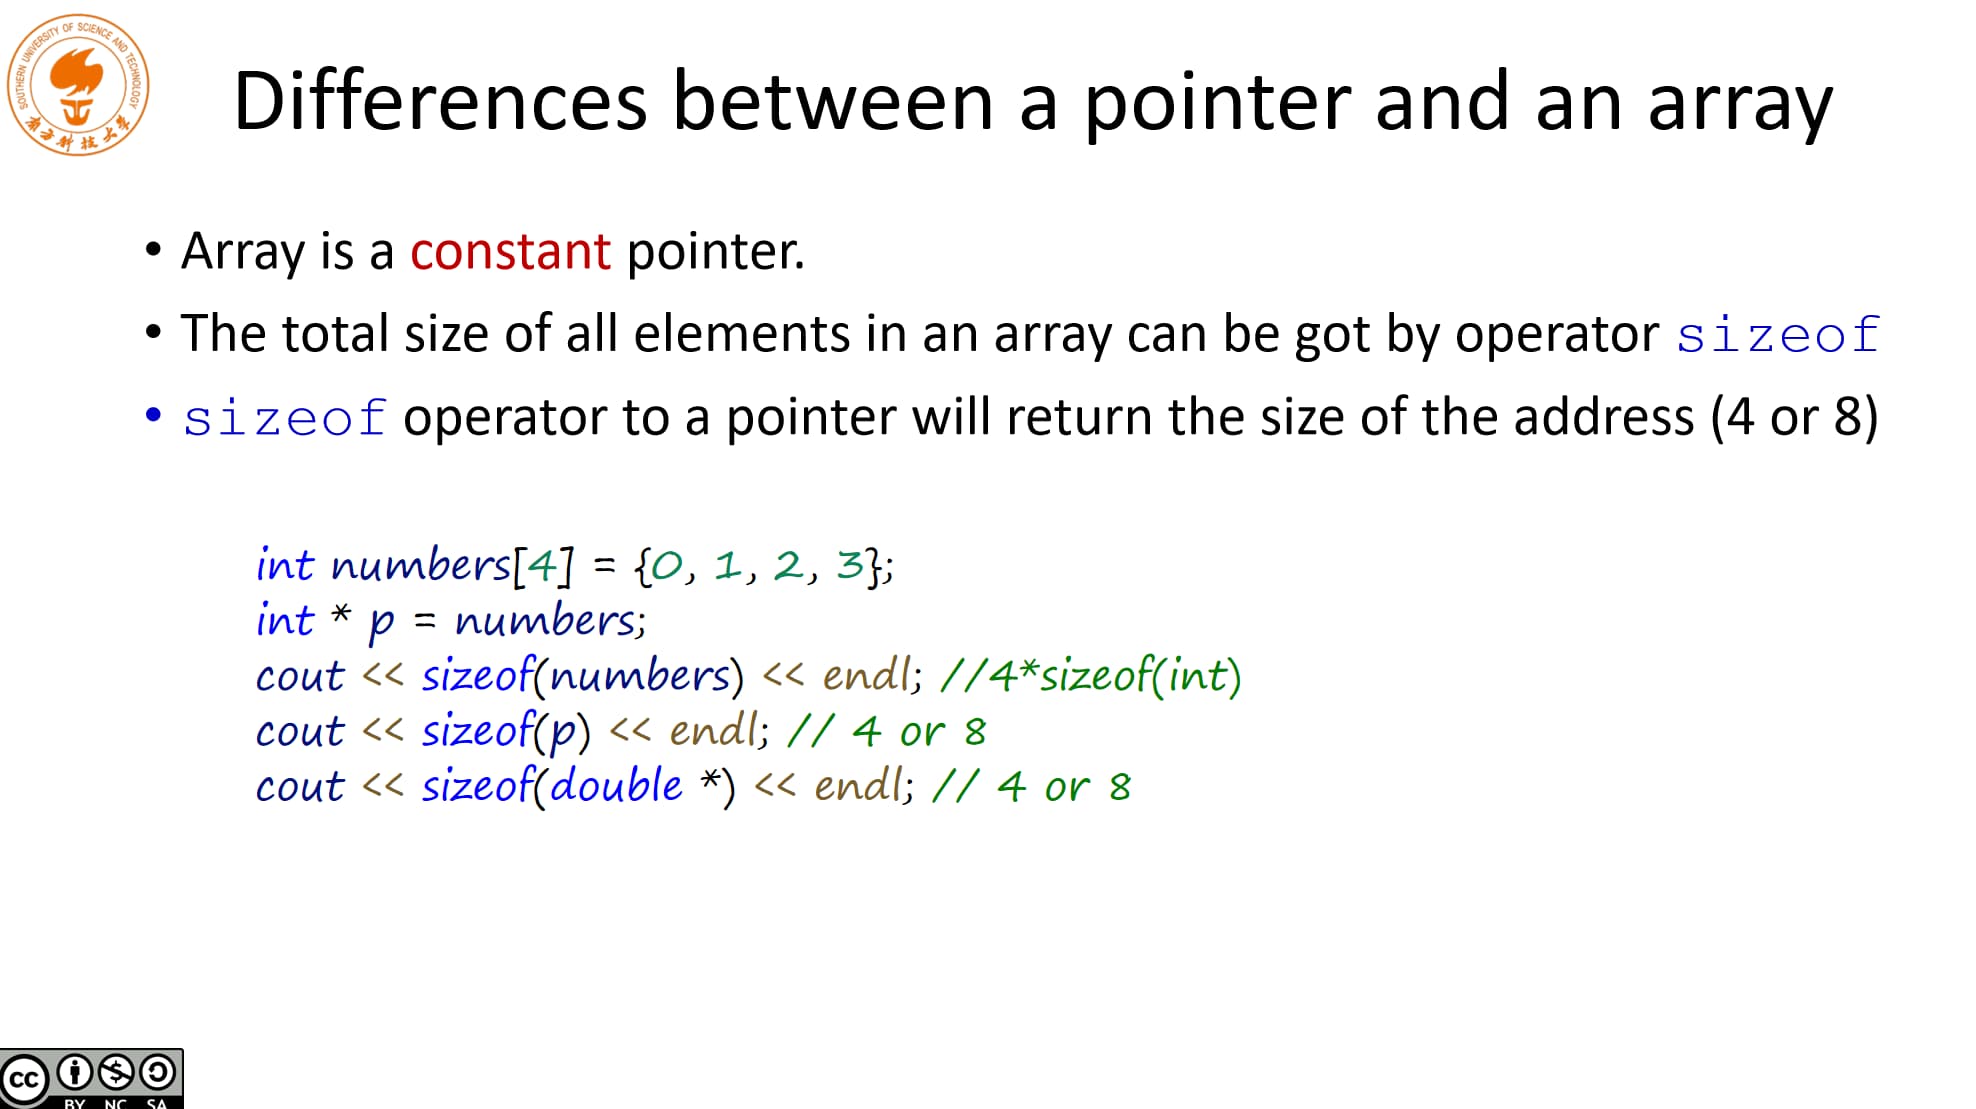 SOUTHERN UNIVERSITY OF SCIENCE AND TECHNOLOGY
南方科技大学
Differences between a pointer and an array
• Array is a constant pointer.
• The total size of all elements in an array can be got by operator sizeof
• sizeof operator to a pointer will return the size of the address (4 or 8)
int numbers[4] = {0, 1, 2, 3};
int * p = numbers;
cout << sizeof(numbers) << endl; //4*sizeof(int)
cout << sizeof(p) << endl; // 4 or 8
cout << sizeof(double *) << endl; // 4 or 8
cc
BY NC SA